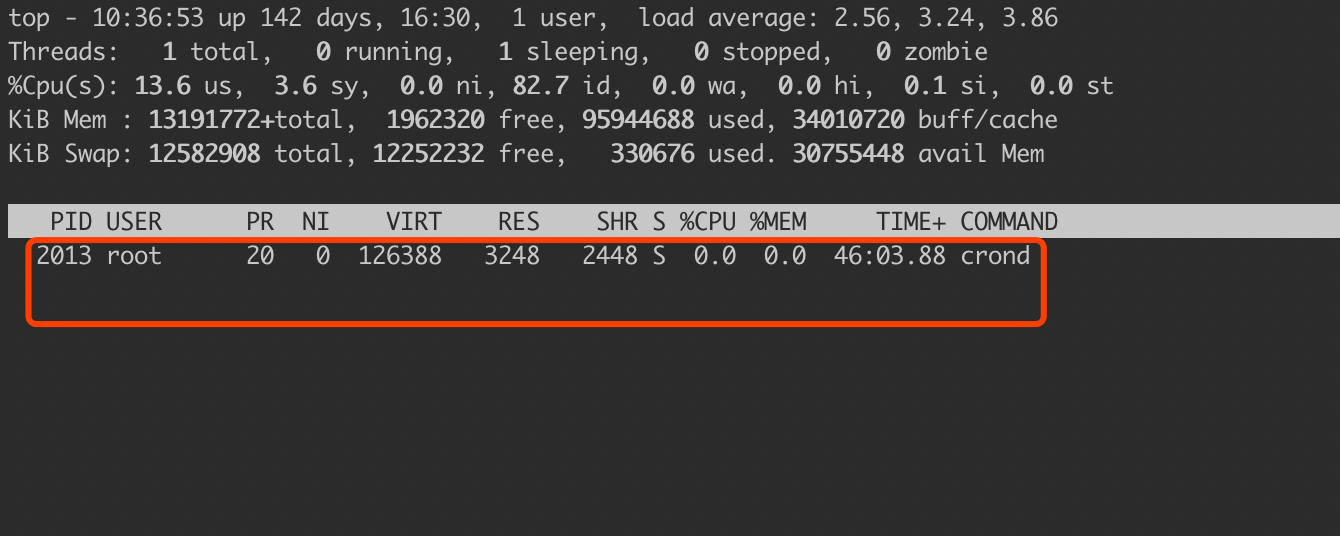 top - 10:36:53 up 142 days, 16:30,  1 user,  load average: 2.56, 3.24, 3.86
Threads:   1 total,   0 running,   1 sleeping,   0 stopped,   0 zombie
%Cpu(s): 13.6 us,  3.6 sy,  0.0 ni, 82.7 id,  0.0 wa,  0.0 hi,  0.1 si,  0.0 st
KiB Mem : 13191772+total,  1962320 free, 95944688 used, 34010720 buff/cache
KiB Swap: 12582908 total, 12252232 free,   330676 used. 30755448 avail Mem
PID USER      PR  NI    VIRT    RES    SHR S %CPU %MEM     TIME+ COMMAND
2013 root      20   0  126388   3248   2448 S  0.0  0.0  46:03.88 crond